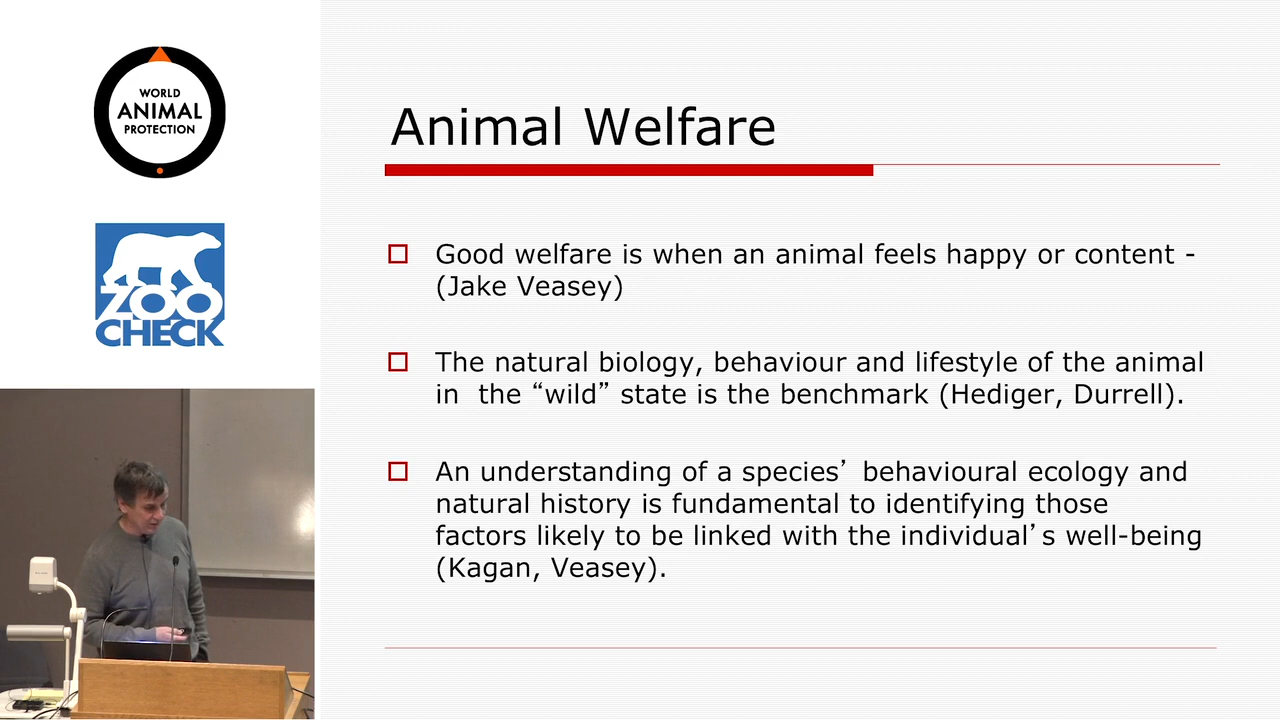 WORLD
ANIMAL
PROTECTION
ZOO
CHECK
Animal Welfare
Good welfare is when an animal feels happy or content -
(Jake Veasey)
The natural biology, behaviour and lifestyle of the animal
in  the “wild” state is the benchmark (Hediger, Durrell).
An understanding of a species’ behavioural ecology and
natural history is fundamental to identifying those
factors likely to be linked with the individual’s well-being
(Kagan, Veasey).